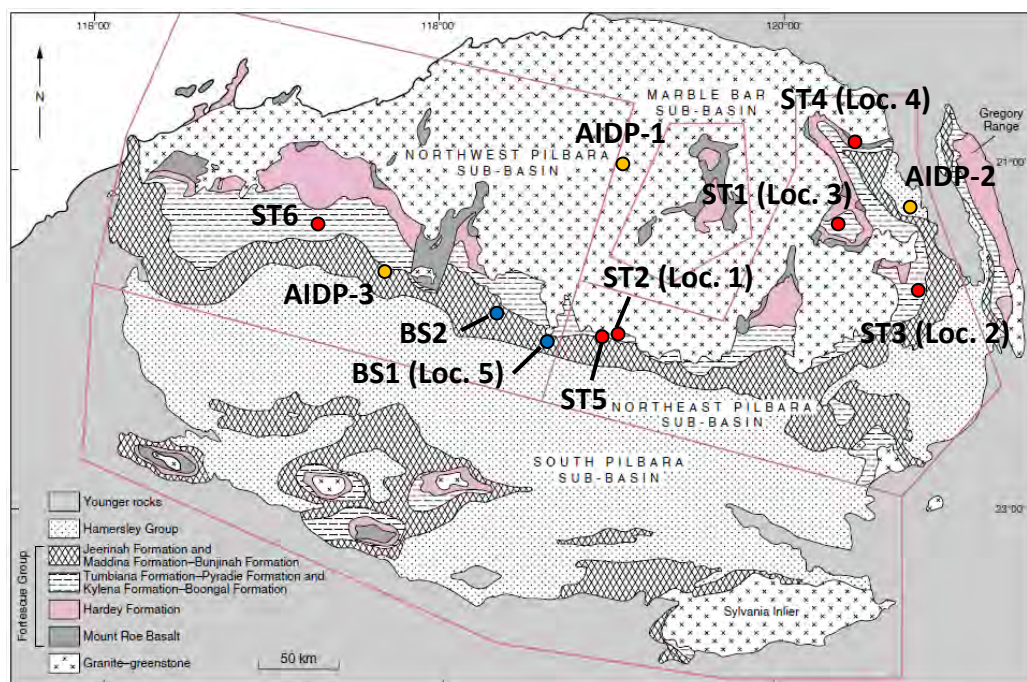 116°00'
118°00'
120°00'
N
MARBLE BAR
SUB-BASIN
ST4 (Loc. 4)
Gregory
Range
AIDP-1
NORTHWEST PILBARA
SUB-BASIN
21°00'
AIDP-2
ST1 (Loc. 3)
ST6
AIDP-3
ST2 (Loc. 1)
BS2
ST3 (Loc. 2)
BS1 (Loc. 5)
ST5
NORTHEAST PILBARA
SUB-BASIN
SOUTH PILBARA
SUB-BASIN
23°00'
Sylvania Inlier
Fortescue Group
Younger rocks
Hamersley Group
Jeerinah Formation and
Maddina Formation–Bunjinah Formation
Tumbiana Formation–Pyradie Formation and
Kylena Formation–Boongal Formation
Hardey Formation
Mount Roe Basalt
Granite–greenstone
50 km